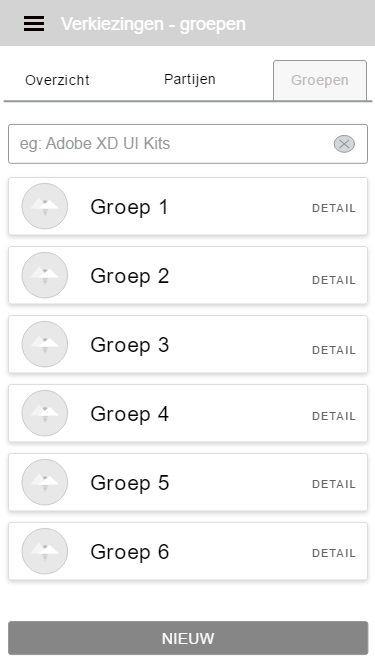 Verkiezingen - groepen
Overzicht Partijen Groepen
eg: Adobe XD UI Kits
Groep 1 DETAIL
Groep 2 DETAIL
Groep 3 DETAIL
Groep 4 DETAIL
Groep 5 DETAIL
Groep 6 DETAIL
NIEUW